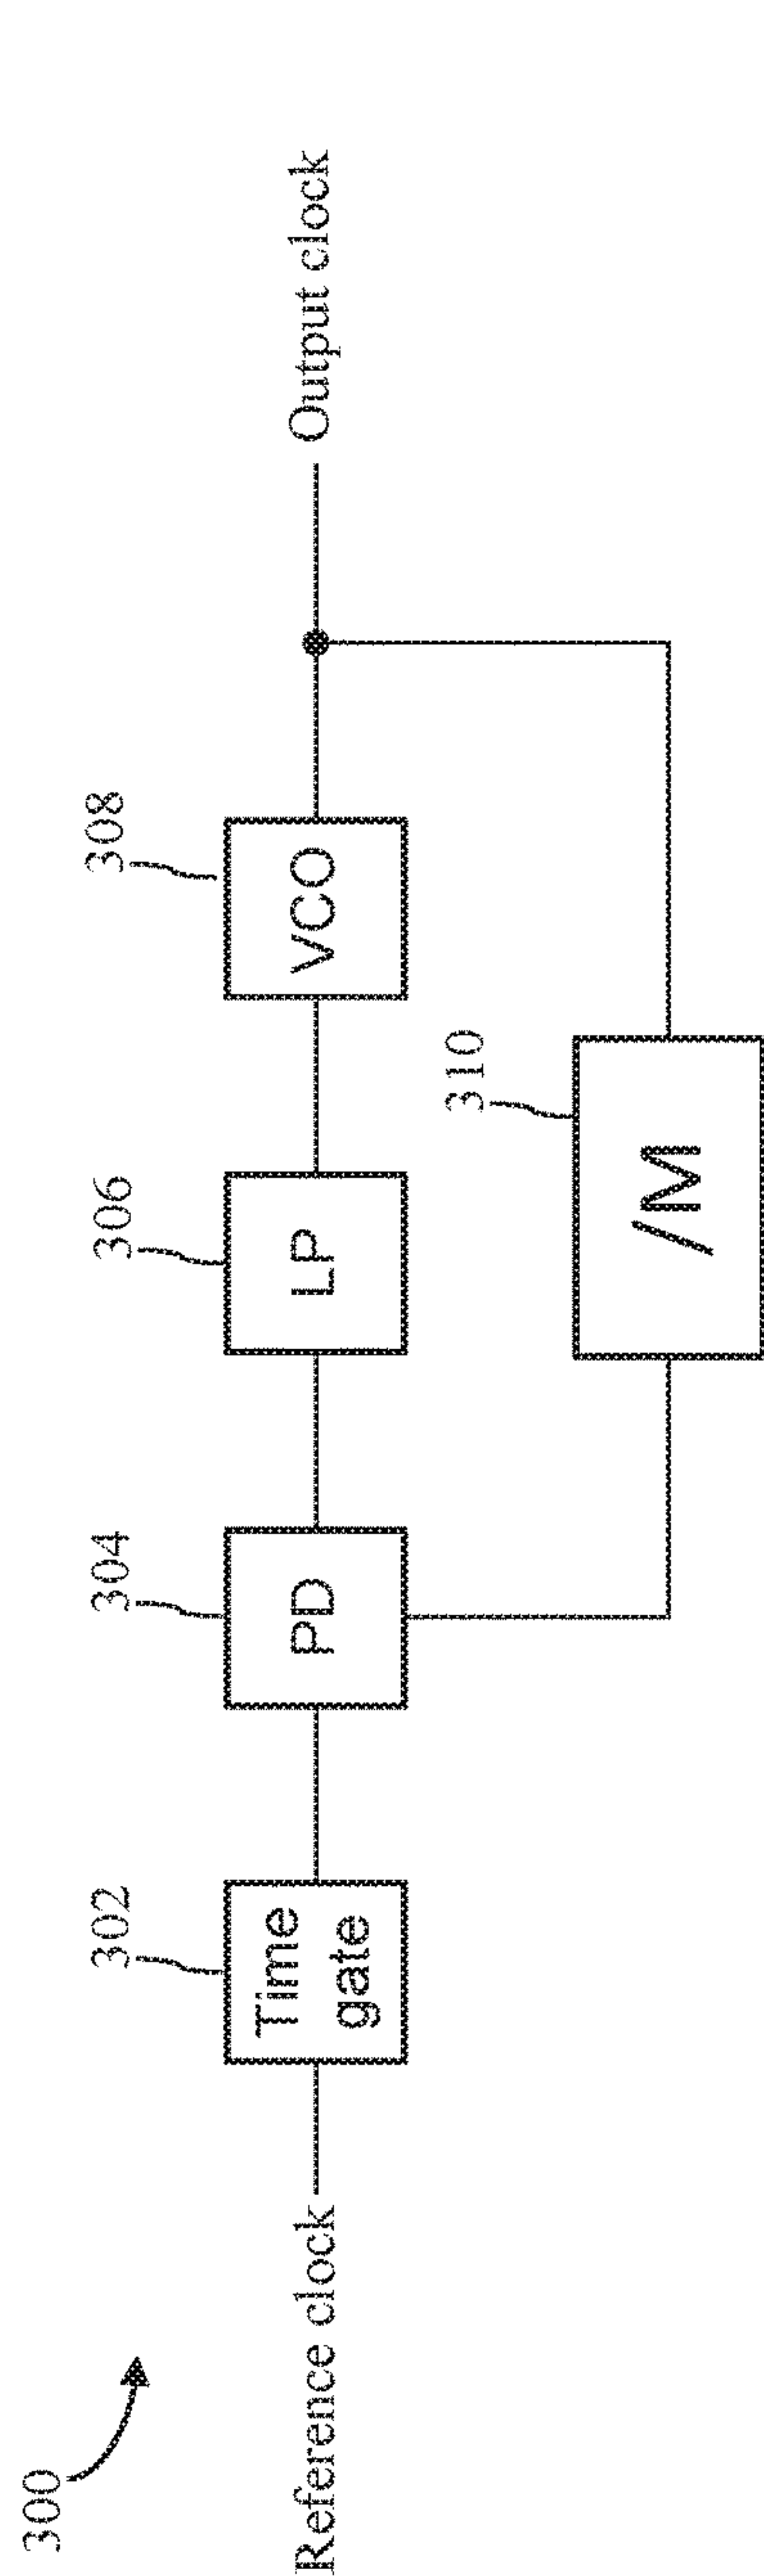 300
Reference clock
302
Time
gate
304
PD
306
LP
308
VCO
310
/M
Output clock